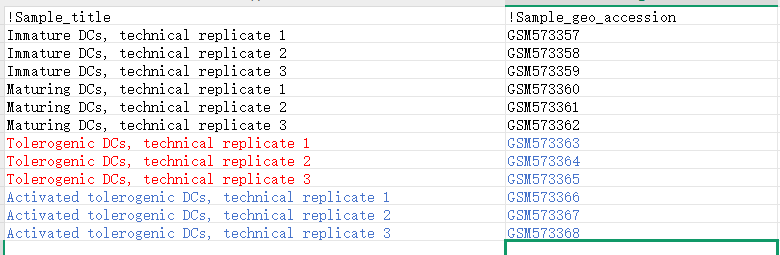 !Sample_title !Sample_geo_accession
Immature DCs, technical replicate 1 GSM573357
Immature DCs, technical replicate 2 GSM573358
Immature DCs, technical replicate 3 GSM573359
Maturing DCs, technical replicate 1 GSM573360
Maturing DCs, technical replicate 2 GSM573361
Maturing DCs, technical replicate 3 GSM573362
Tolerogenic DCs, technical replicate 1 GSM573363
Tolerogenic DCs, technical replicate 2 GSM573364
Tolerogenic DCs, technical replicate 3 GSM573365
Activated tolerogenic DCs, technical replicate 1 GSM573366
Activated tolerogenic DCs, technical replicate 2 GSM573367
Activated tolerogenic DCs, technical replicate 3 GSM573368